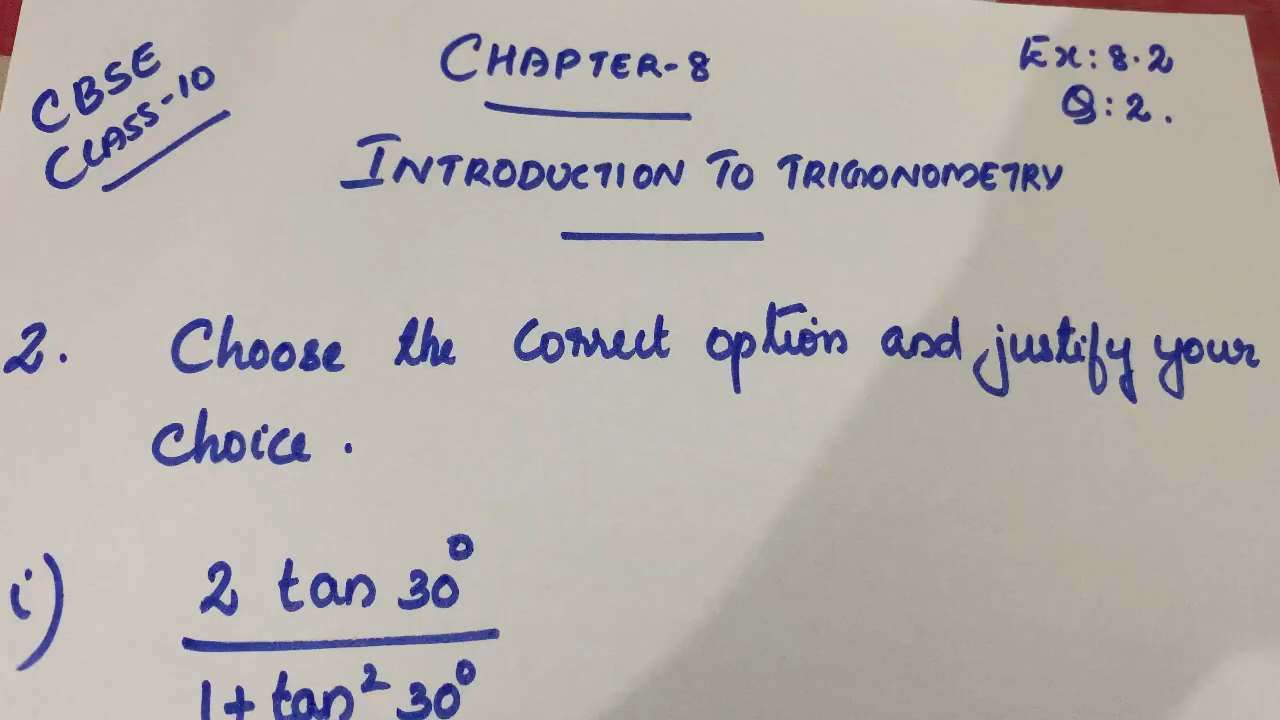 CBSE
CLASS-10
CHAPTER-8
Ex: 8.2
Q: 2.
INTRODUCTION TO TRIGONOMETRY
2. Choose the correct option and justify your
choice.
i) 2 tan 30°
1 + tan² 30°